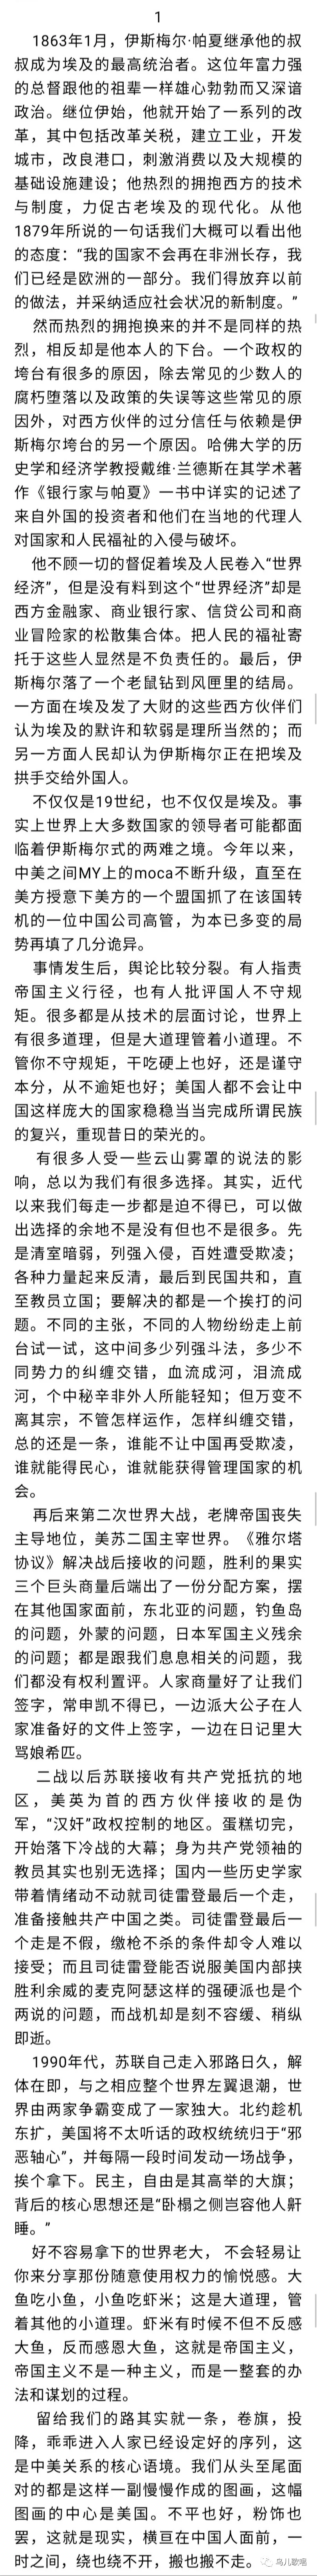 1
1863年1月，伊斯梅尔·帕夏继承他的叔
叔成为埃及的最高统治者。这位年富力强
的总督跟他的祖辈一样雄心勃勃而又深谙
政治。继位伊始，他就开始了一系列的改
革，其中包括改革关税，建立工业，开发
城市，改良港口，刺激消费以及大规模的
基础设施建设；他热烈的拥抱西方的技术
与制度，力促古老埃及的现代化。从他
1879年所说的一句话我们大概可以看出他
的态度：“我的国家不会再在非洲长存，我
们已经是欧洲的一部分。我们得放弃以前
的做法，并采纳适应社会状况的新制度。”
然而热烈的拥抱换来的并不是同样的热
烈，相反却是他本人的下台。一个政权的
垮台有很多的原因，除去常见的少数人的
腐朽堕落以及政策的失误等这些常见的原
因外，对西方伙伴的过分信任与依赖是伊
斯梅尔垮台的另一个原因。哈佛大学的历
史学和经济学教授戴维·兰德斯在其学术著
作《银行家与帕夏》一书中详实的记述了
来自外国的投资者和他们在当地的代理人
对国家和人民福祉的入侵与破坏。
他不顾一切的督促着埃及人民卷入“世界
经济”，但是没有料到这个“世界经济”却是
西方金融家、商业银行家、信贷公司和商
业冒险家的松散集合体。把人民的福祉寄
托于这些人显然是不负责任的。最后，伊
斯梅尔落了一个老鼠钻到风匣里的结局。
一方面在埃及发了大财的这些西方伙伴们
认为埃及的默许和软弱是理所当然的；而
另一方面人民却认为伊斯梅尔正在把埃及
拱手交给外国人。
不仅仅是19世纪，也不仅仅是埃及。事
实上世界上大多数国家的领导者可能都面
临着伊斯梅尔式的两难之境。今年以来，
中美之间MY上的moca不断升级，直至在
美方授意下美方的一个盟国抓了在该国转
机的一位中国公司高管，为本已多变的局
势再填了几分诡异。
事情发生后，舆论比较分裂。有人指责
帝国主义行径，也有人批评国人不守规
矩。很多都是从技术的层面讨论，世界上
有很多道理，但是大道理管着小道理。不
管你不守规矩，干吃硬上也好，还是谨守
本分，从不逾矩也好；美国人都不会让中
国这样庞大的国家稳稳当当完成所谓民族
的复兴，重现昔日的荣光的。
有很多人受一些云山雾罩的说法的影
响，总以为我们有很多选择。其实，近代
以来我们每走一步都是迫不得已，可以做
出选择的余地不是没有但也不是很多。先
是清室暗弱，列强入侵，百姓遭受欺凌；
各种力量起来反清，最后到民国共和，直
至教员立国；要解决的都是一个挨打的问
题。不同的主张，不同的人物纷纷走上前
台试一试，这中间多少列强斗法，多少不
同势力的纠缠交错，血流成河，泪流成
河，个中秘辛非外人所能轻知；但万变不
离其宗，不管怎样运作，怎样纠缠交错，
总的还是一条，谁能不让中国再受欺凌，
谁就能得民心，谁就能获得管理国家的机
会。
再后来第二次世界大战，老牌帝国丧失
主导地位，美苏二国主宰世界。《雅尔塔
协议》解决战后接收的问题，胜利的果实
三个巨头商量后端出了一份分配方案，摆
在其他国家面前，东北亚的问题，钓鱼岛
的问题，外蒙的问题，日本军国主义残余
的问题；都是跟我们息息相关的问题，我
们都没有权利置评。人家商量好了让我们
签字，常申凯不得已，一边派大公子在人
家准备好的文件上签字，一边在日记里大
骂娘希匹。
二战以后苏联接收有共产党抵抗的地
区，美英为首的西方伙伴接收的是伪
军，“汉奸”政权控制的地区。蛋糕切完，
开始落下冷战的大幕；身为共产党领袖的
教员其实也别无选择；国内一些历史学家
带着情绪动不动就司徒雷登最后一个走，
准备接触共产中国之类。司徒雷登最后一
个走是不假，缴枪不杀的条件却令人难以
接受；而且司徒雷登能否说服美国内部挟
胜利余威的麦克阿瑟这样的强硬派也是个
两说的问题，而战机却是刻不容缓、稍纵
即逝。
1990年代，苏联自己走入邪路日久，解
体在即，与之相应整个世界左翼退潮，世
界由两家争霸变成了一家独大。北约趁机
东扩，美国将不太听话的政权统统归于“邪
恶轴心”，并每隔一段时间发动一场战争，
挨个拿下。民主，自由是其高举的大旗；
背后的核心思想还是“卧榻之侧岂容他人鼾
睡。”
好不容易拿下的世界老大， 不会轻易让
你来分享那份随意使用权力的愉悦感。大
鱼吃小鱼，小鱼吃虾米；这是大道理，管
着其他的小道理。虾米有时候不但不反感
大鱼，反而感恩大鱼，这就是帝国主义，
帝国主义不是一种主义，而是一整套的办
法和谋划的过程。
留给我们的路其实就一条，卷旗，投
降，乖乖进入人家已经设定好的序列，这
是中美关系的核心语境。我们从头至尾面
对的都是这样一副慢慢作成的图画，这幅
图画的中心是美国。不平也好，粉饰也
罢，这就是现实，横亘在中国人面前，一
时之间，绕也绕不开，搬也搬不走。
乌儿歌唱